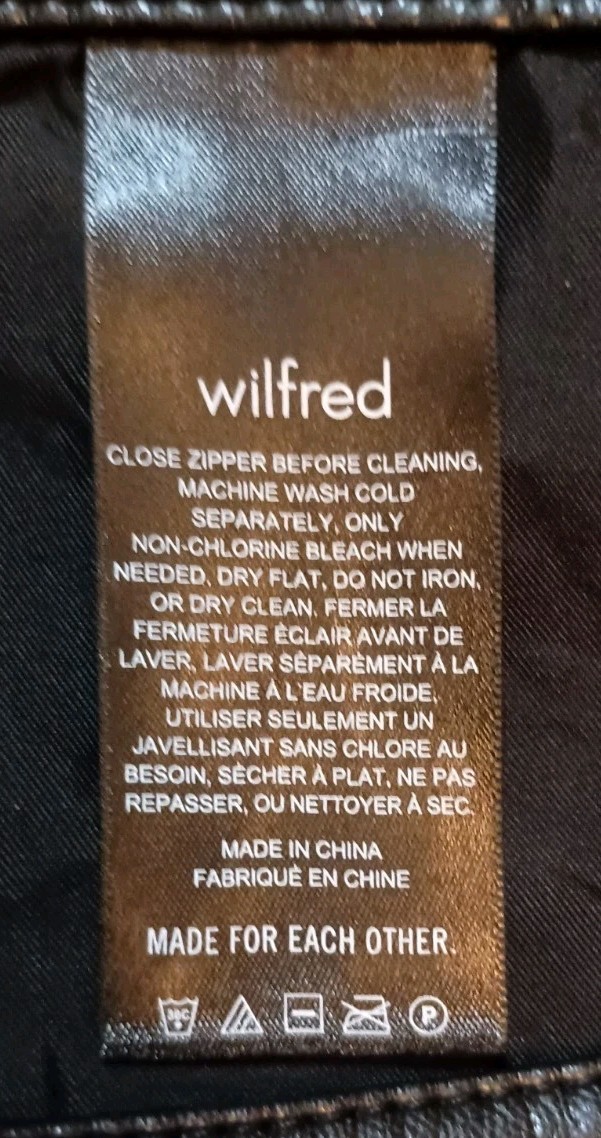 wilfred
CLOSE ZIPPER BEFORE CLEANING,
MACHINE WASH COLD
SEPARATELY, ONLY
NON-CHLORINE BLEACH WHEN
NEEDED, DRY FLAT, DO NOT IRON,
OR DRY CLEAN. FERMER LA
FERMETURE ÉCLAIR AVANT DE
LAVER, LAVER SÉPARÉMENT À LA
MACHINE À L'EAU FROIDE,
UTILISER SEULEMENT UN
JAVELLISANT SANS CHLORE AU
BESOIN, SÉCHER À PLAT, NE PAS
REPASSER, OU NETTOYER À SEC.
MADE IN CHINA
FABRIQUÉ EN CHINE
MADE FOR EACH OTHER.
30C P